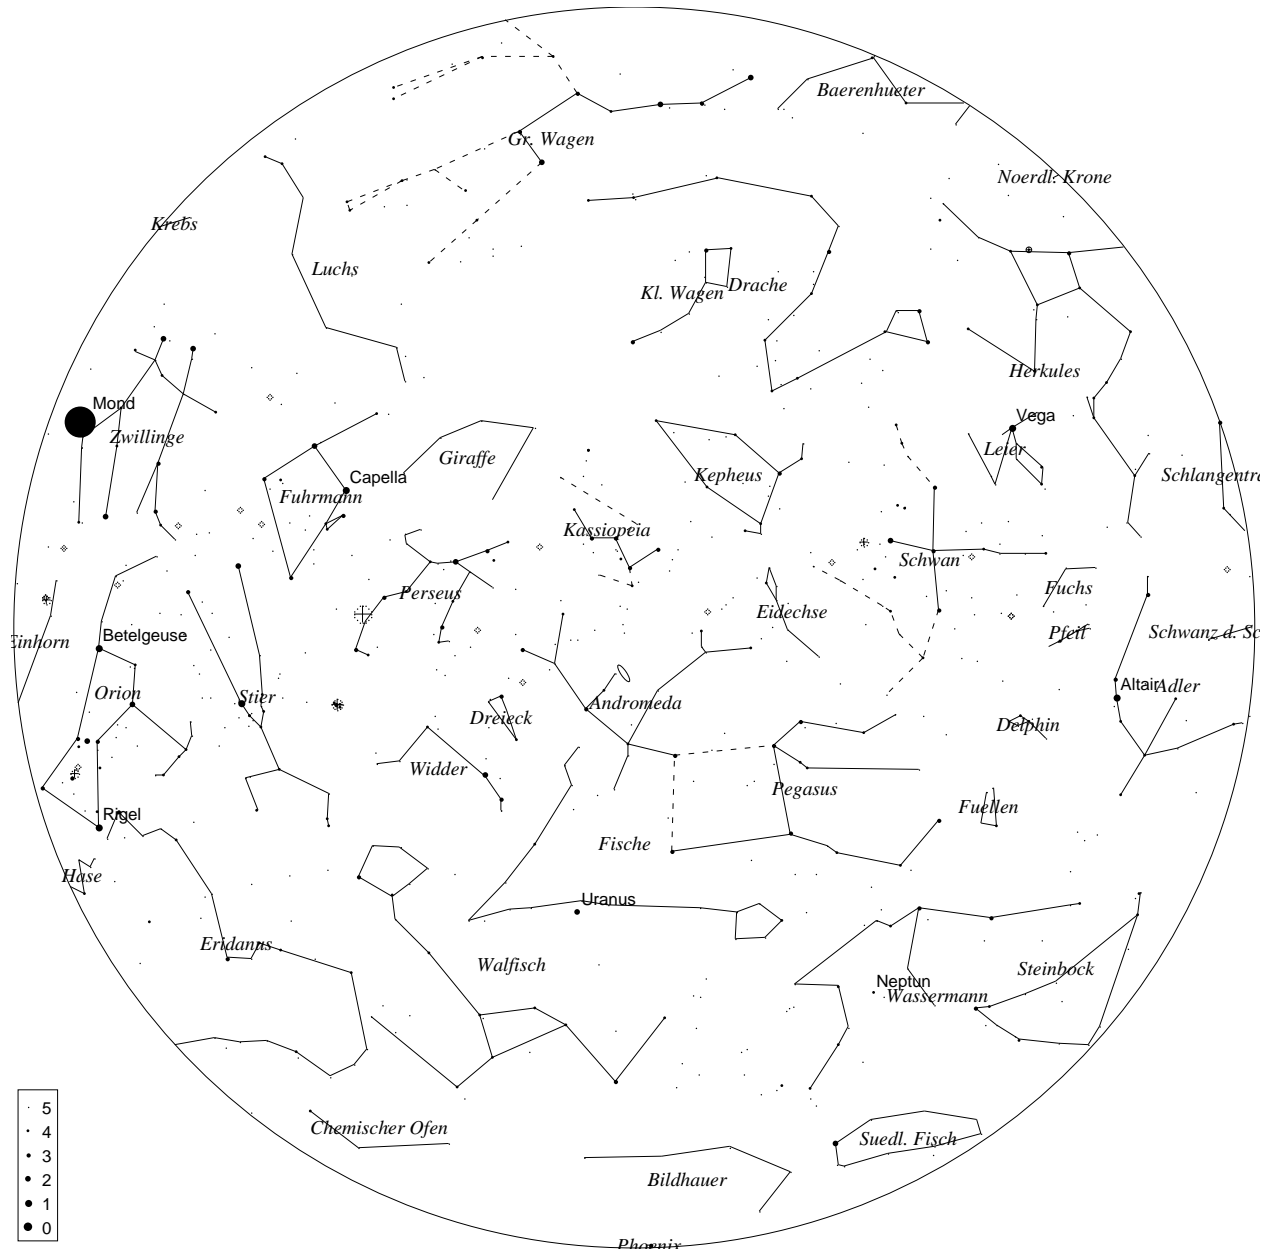 Baerenhueter
Gr. Wagen
Noerdl. Krone
Krebs
Luchs
Kl. Wagen
Drache
Herkules
Mond
Vega
Zwillinge
Giraffe
Leier
Capella
Kepheus
Schlangentr
Fuhrmann
Kassiopeia
Schwan
Perseus
Fuchs
Eidechse
Einhorn
Betelgeuse
Pfeil
Schwanz d. Sc
Orion
Stier
Andromeda
Altair
Adler
Dreieck
Delphin
Widder
Pegasus
Rigel
Fuellen
Fische
Hase
Uranus
Eridanus
Walfisch
Steinbock
Neptun
Wassermann
5
4
3
2
1
0
Chemischer Ofen
Suedl. Fisch
Bildhauer
Phoenix